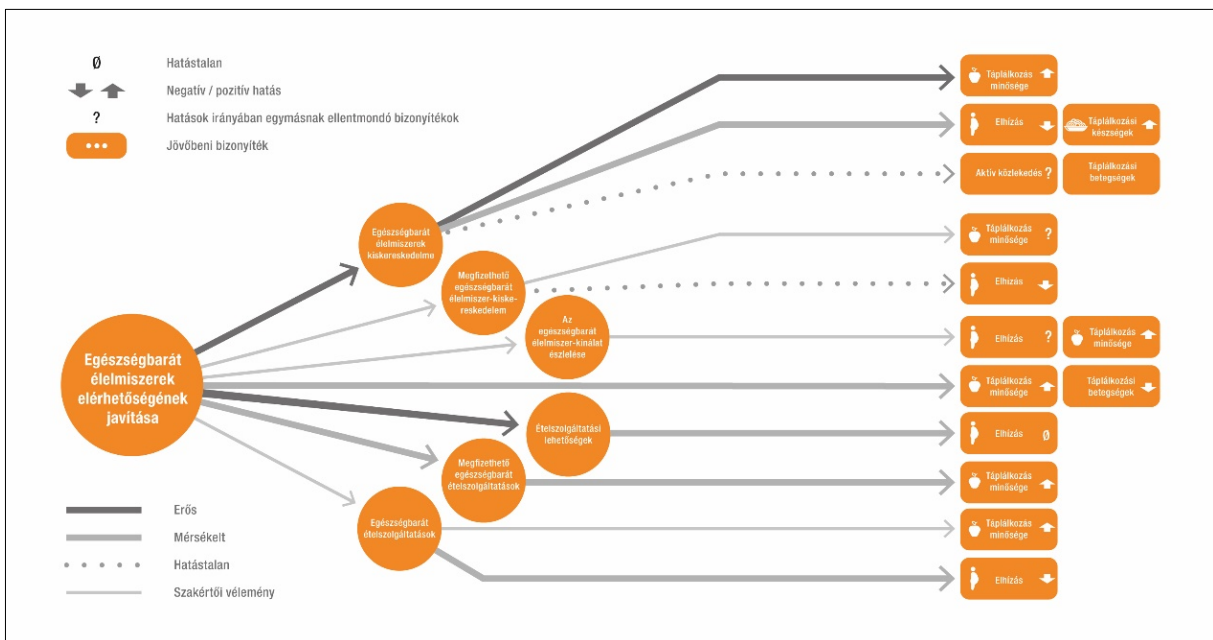 Ø Hatástalan
Negatív / pozitív hatás
? Hatások irányában egymásnak ellentmondó bizonyítékok
Jövőbeni bizonyíték
Egészségbarát
élelmiszerek
elérhetőségének
javítása
Egészségbarát
élelmiszerek
kiskereskedelme
Megfizethető
egészségbarát
élelmiszer-kiske-
reskedelem
Az
egészségbarát
élelmiszer-kínálat
észlelése
Ételszolgáltatási
lehetőségek
Megfizethető
egészségbarát
ételszolgáltatások
Egészségbarát
ételszolgáltatások
Táplálkozás
minősége
Elhízás
Táplálkozási
készségek
Aktív közlekedés ?
Táplálkozási
betegségek
Táplálkozás
minősége ?
Elhízás
Elhízás ?
Táplálkozás
minősége
Táplálkozás
minősége
Táplálkozási
betegségek
Elhízás Ø
Táplálkozás
minősége
Táplálkozás
minősége
Elhízás
Erős
Mérsékelt
Hatástalan
Szakértői vélemény